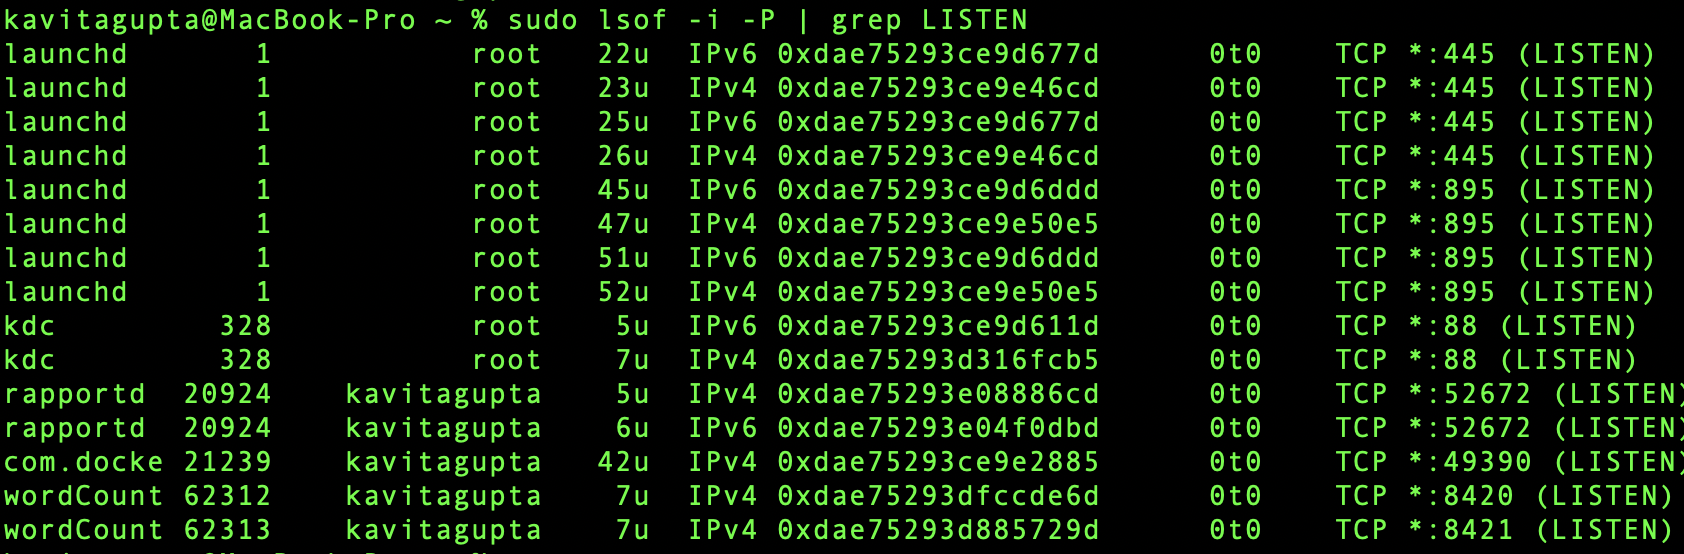 kavitagupta@MacBook-Pro ~ % sudo lsof -i -P | grep LISTEN
launchd 1 root 22u IPv6 0xdae75293ce9d677d 0t0 TCP *:445 (LISTEN)
launchd 1 root 23u IPv4 0xdae75293ce9e46cd 0t0 TCP *:445 (LISTEN)
launchd 1 root 25u IPv6 0xdae75293ce9d677d 0t0 TCP *:445 (LISTEN)
launchd 1 root 26u IPv4 0xdae75293ce9e46cd 0t0 TCP *:445 (LISTEN)
launchd 1 root 45u IPv6 0xdae75293ce9d6ddd 0t0 TCP *:895 (LISTEN)
launchd 1 root 47u IPv4 0xdae75293ce9e50e5 0t0 TCP *:895 (LISTEN)
launchd 1 root 51u IPv6 0xdae75293ce9d6ddd 0t0 TCP *:895 (LISTEN)
launchd 1 root 52u IPv4 0xdae75293ce9e50e5 0t0 TCP *:895 (LISTEN)
kdc 328 root 5u IPv6 0xdae75293ce9d611d 0t0 TCP *:88 (LISTEN)
kdc 328 root 7u IPv4 0xdae75293d316fcb5 0t0 TCP *:88 (LISTEN)
rapportd 20924 kavitagupta 5u IPv4 0xdae75293e08886cd 0t0 TCP *:52672 (LISTEN)
rapportd 20924 kavitagupta 6u IPv6 0xdae75293e04f0dbd 0t0 TCP *:52672 (LISTEN)
com.docke 21239 kavitagupta 42u IPv4 0xdae75293ce9e2885 0t0 TCP *:49390 (LISTEN)
wordCount 62312 kavitagupta 7u IPv4 0xdae75293dfccde6d 0t0 TCP *:8420 (LISTEN)
wordCount 62313 kavitagupta 7u IPv4 0xdae75293d885729d 0t0 TCP *:8421 (LISTEN)